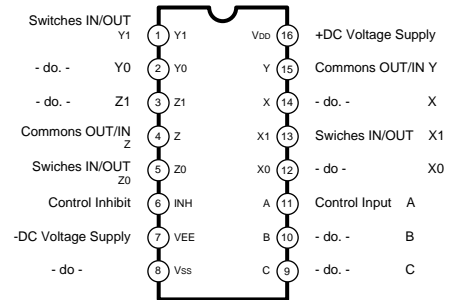 Switches IN/OUT
Y1 1 Y1 VDD 16 +DC Voltage Supply
- do. - Y0 2 Y0 Y 15 Commons OUT/IN Y
- do. - Z1 3 Z1 X 14 - do. - X
Commons OUT/IN
Z 4 Z X1 13 Swiches IN/OUT X1
Swiches IN/OUT
Z0 5 Z0 X0 12 - do - X0
Control Inhibit 6 INH A 11 Control Input A
-DC Voltage Supply 7 VEE B 10 - do. - B
- do - 8 Vss C 9 - do. - C